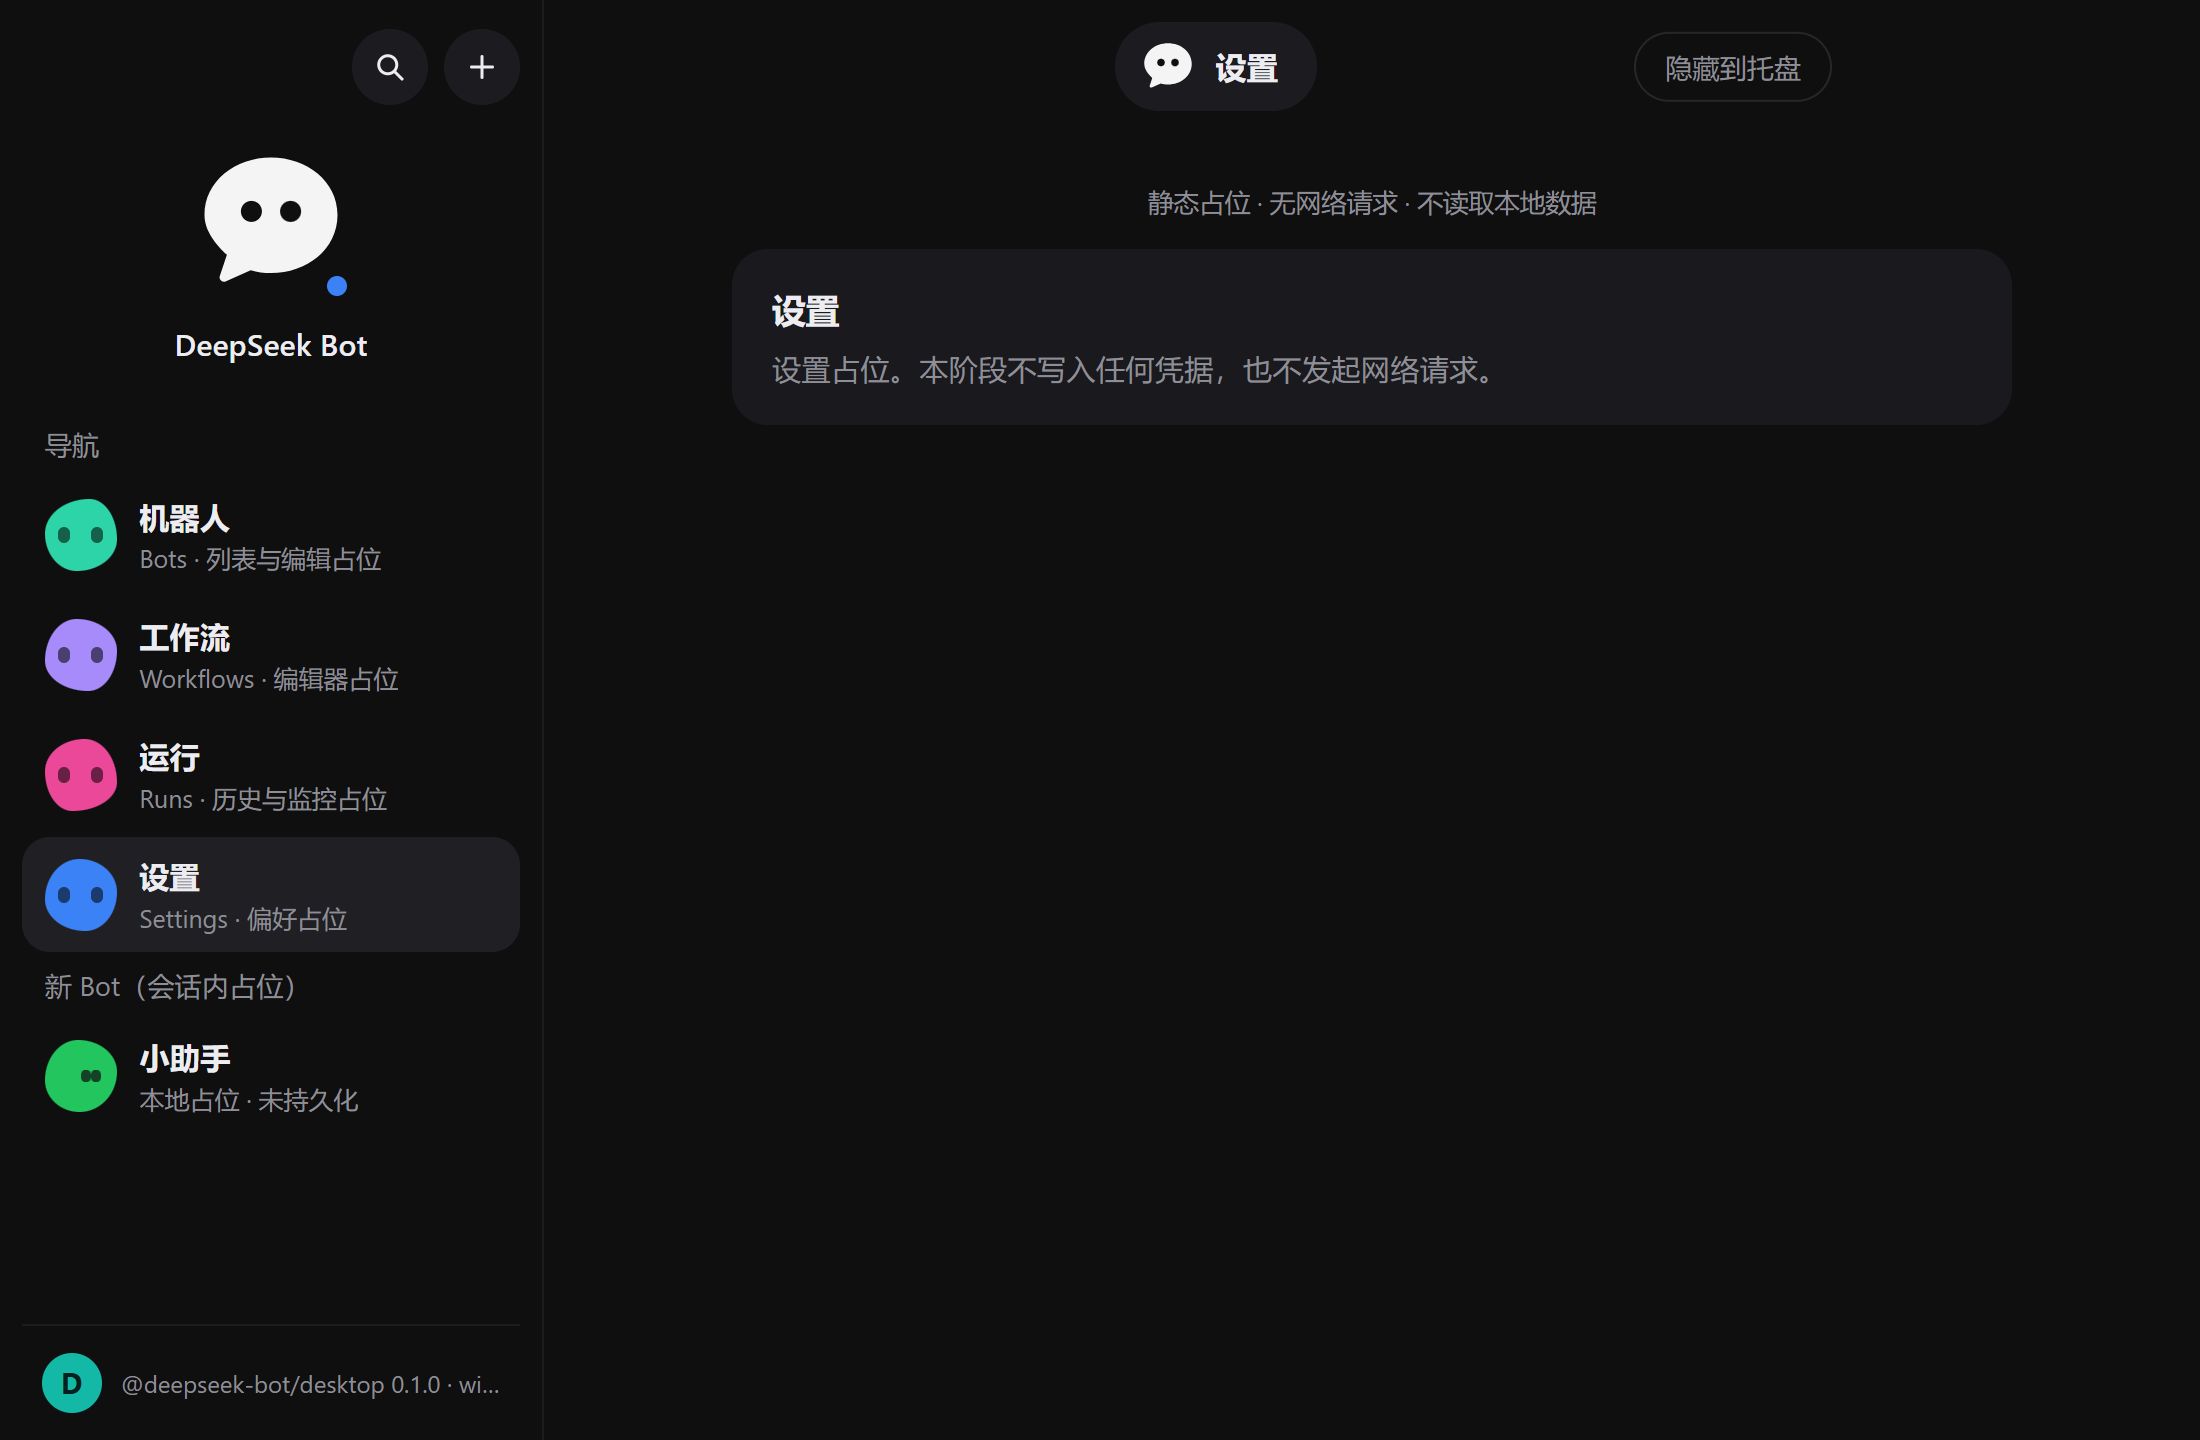 DeepSeek Bot
导航
机器人
Bots · 列表与编辑占位
工作流
Workflows · 编辑器占位
运行
Runs · 历史与监控占位
设置
Settings · 偏好占位
新 Bot（会话内占位）
小助手
本地占位 · 未持久化
D
@deepseek-bot/desktop 0.1.0 · wi...
设置
隐藏到托盘
静态占位 · 无网络请求 · 不读取本地数据
设置
设置占位。本阶段不写入任何凭据，也不发起网络请求。